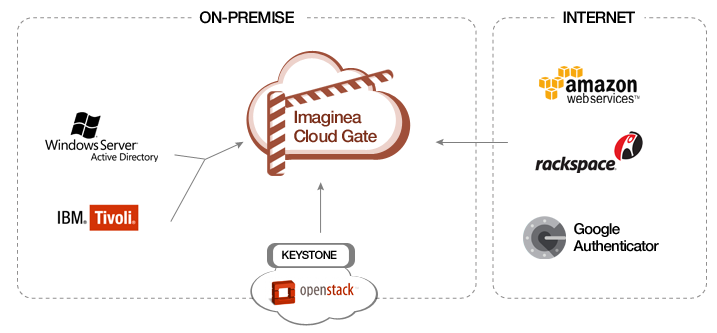 ON-PREMISE
INTERNET
Windows Server
Active Directory
IBM. Tivoli.
Imaginea
Cloud Gate
KEYSTONE
openstack
amazon
webservices™
rackspace.
Google
Authenticator